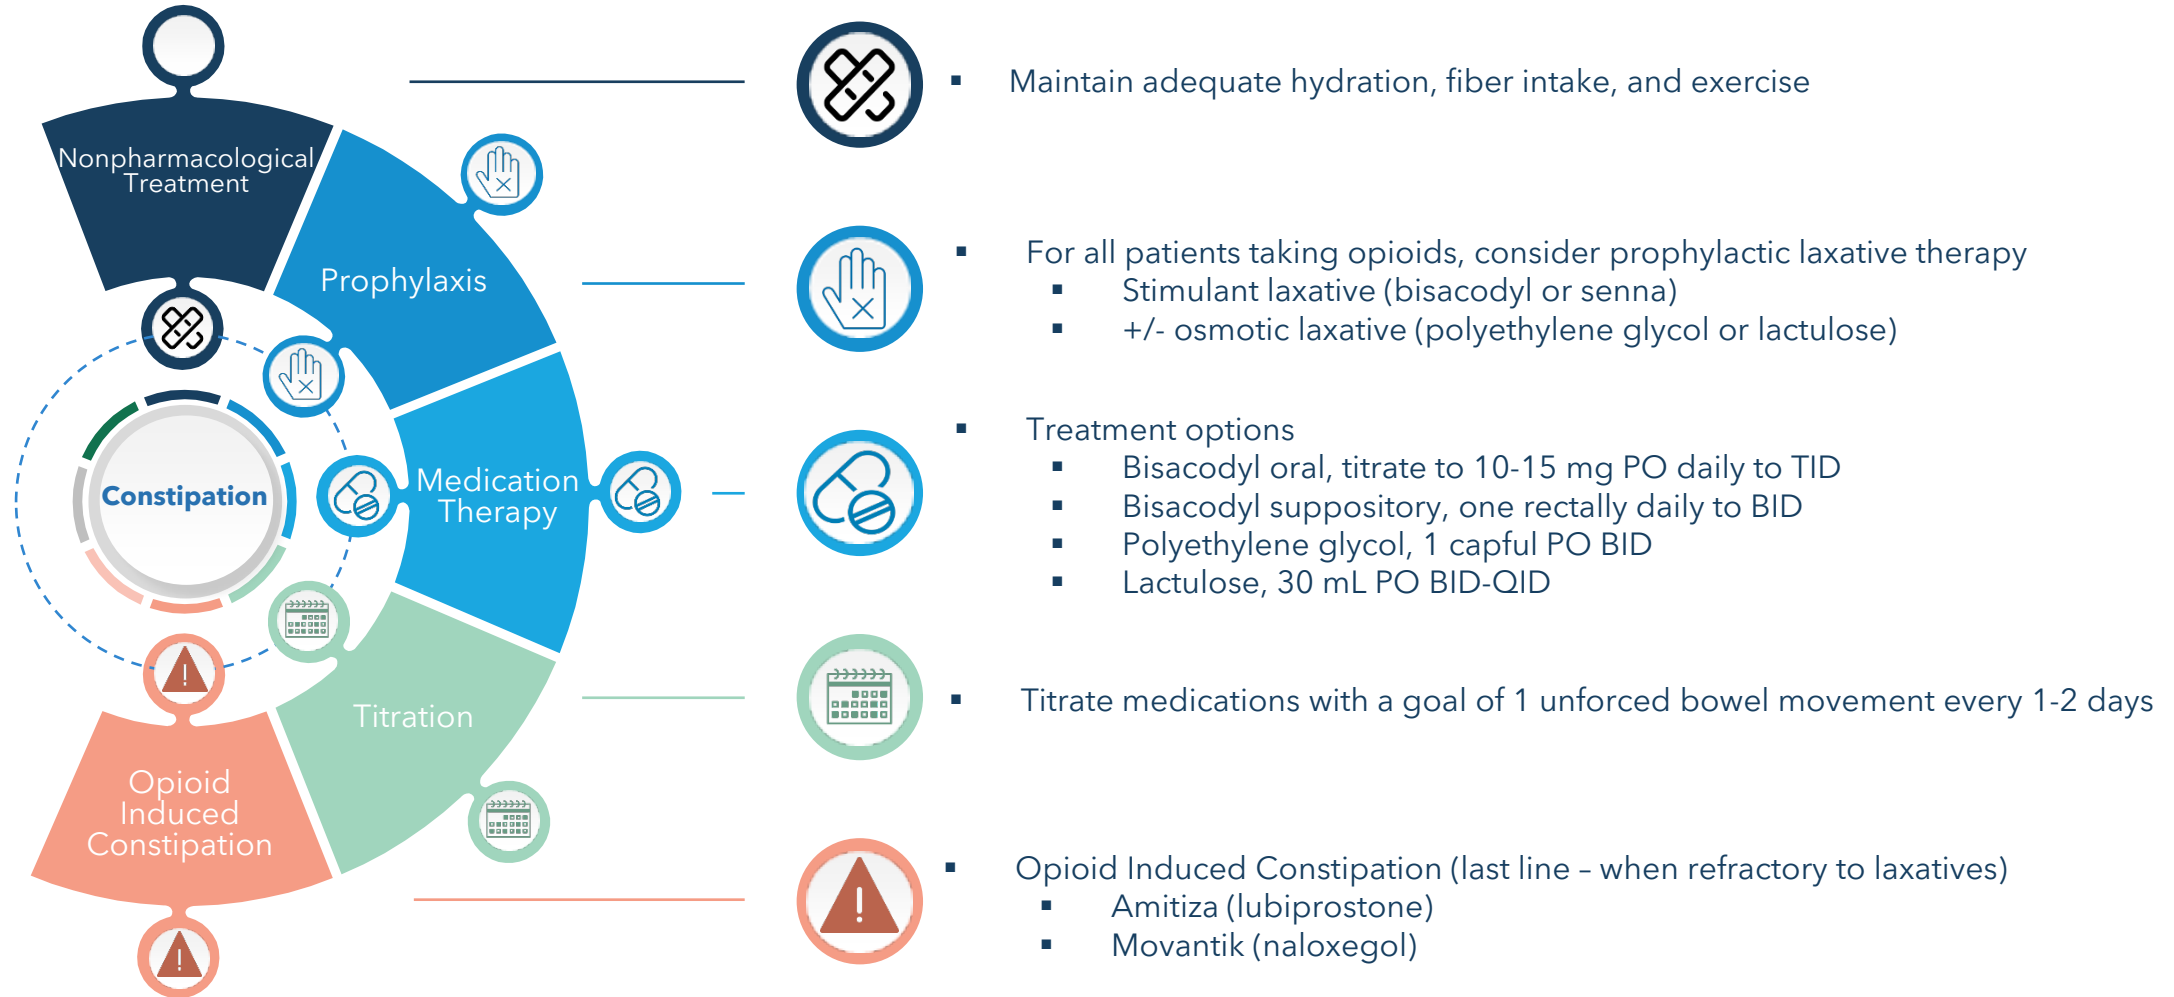 Nonpharmacological
Treatment
Prophylaxis
Medication
Therapy
Titration
Opioid
Induced
Constipation
Constipation
▪ Maintain adequate hydration, fiber intake, and exercise
▪ For all patients taking opioids, consider prophylactic laxative therapy
▪ Stimulant laxative (bisacodyl or senna)
▪ +/- osmotic laxative (polyethylene glycol or lactulose)
▪ Treatment options
▪ Bisacodyl oral, titrate to 10-15 mg PO daily to TID
▪ Bisacodyl suppository, one rectally daily to BID
▪ Polyethylene glycol, 1 capful PO BID
▪ Lactulose, 30 mL PO BID-QID
▪ Titrate medications with a goal of 1 unforced bowel movement every 1-2 days
▪ Opioid Induced Constipation (last line – when refractory to laxatives)
▪ Amitiza (lubiprostone)
▪ Movantik (naloxegol)